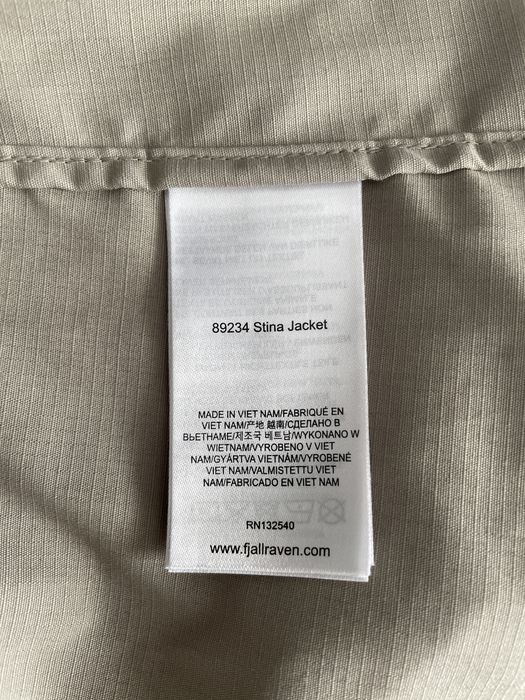 89234 Stina Jacket
MADE IN VIET NAM/FABRIQUÉ EN
VIET NAM/产地 越南/СДЕЛАНО В
ВЬЕТНАМЕ/제조국 베트남/WYKONANO W
WIETNAM/VYROBENO V VIET
NAM/GYÁRTVA VIETNÁM/VYROBENÉ
VIET NAM/VALMISTETTU VIET
NAM/FABRICADO EN VIET NAM
RN132540
www.fjallraven.com